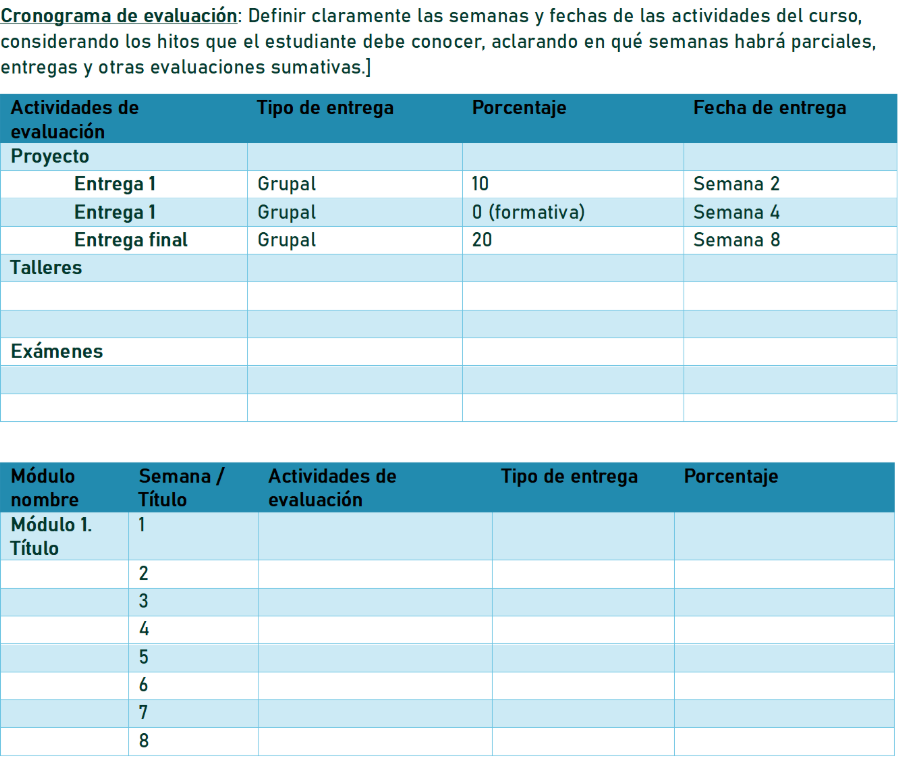 Cronograma de evaluación: Definir claramente las semanas y fechas de las actividades del curso,
considerando los hitos que el estudiante debe conocer, aclarando en qué semanas habrá parciales,
entregas y otras evaluaciones sumativas.]
Actividades de evaluación Tipo de entrega Porcentaje Fecha de entrega
Proyecto
Entrega 1 Grupal 10 Semana 2
Entrega 1 Grupal 0 (formativa) Semana 4
Entrega final Grupal 20 Semana 8
Talleres
Exámenes
Módulo nombre Semana / Título Actividades de evaluación Tipo de entrega Porcentaje
Módulo 1. Título 1
2
3
4
5
6
7
8